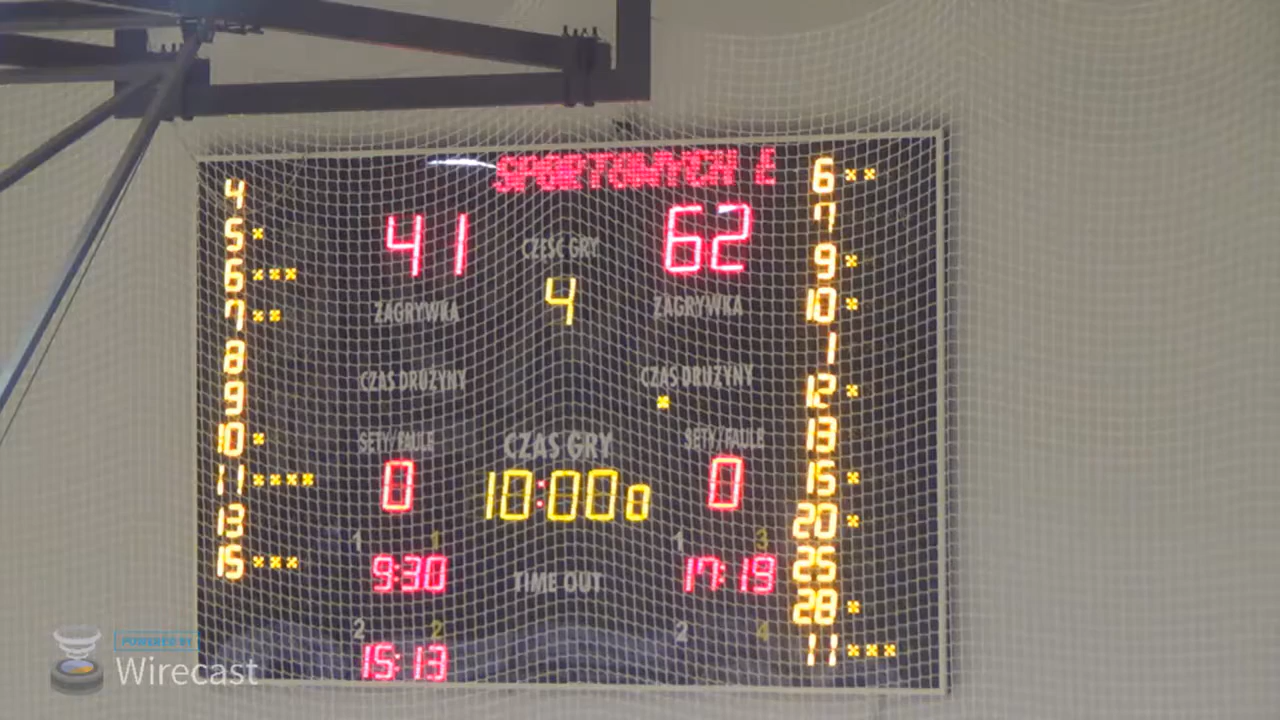 SPORTOWYCH E
4
5 *
6 ***
7 **
8
9
10 *
11 ****
13
15 ***
41
62
CZĘŚĆ GRY
4
ZAGRYWKA
ZAGRYWKA
CZAS DRUŻYNY
CZAS DRUŻYNY
SETY/FAULE
CZAS GRY
SETY/FAULE
0
10:00 0
0
1 1
1 3
9:30
TIME OUT
17:19
2 2
2 4
15:13
6 **
7
9 *
10 *
1
12 *
13
15 *
20 *
25
28 *
11 ***
POWERED BY
Wirecast